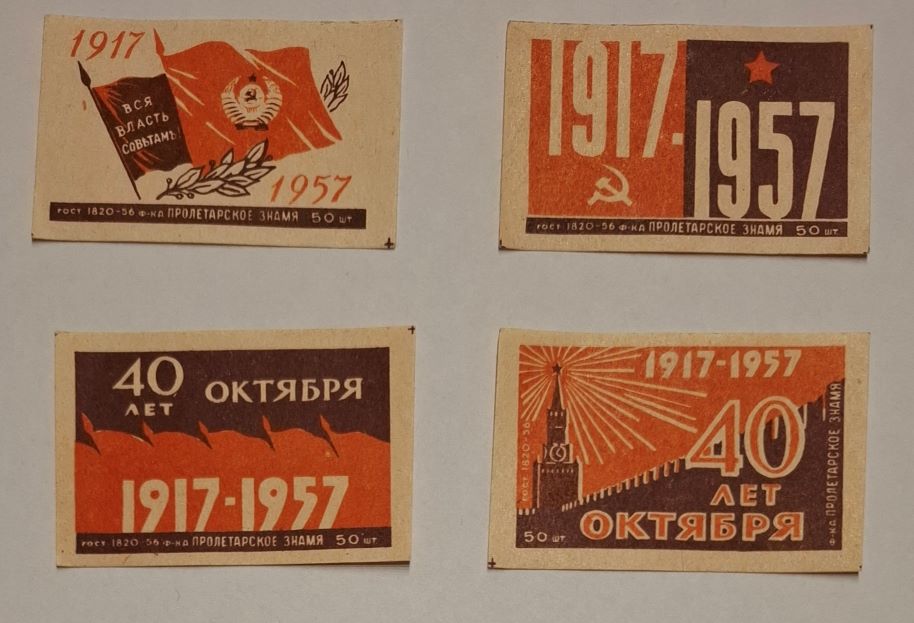 1917
ВСЯ
ВЛАСТЬ
СОВѢТАМЪ!
1957
ГОСТ 1820-56 Ф-КА ПРОЛЕТАРСКОЕ ЗНАМЯ 50 ШТ
1917-
1957
ГОСТ 1820-56 Ф-КА ПРОЛЕТАРСКОЕ ЗНАМЯ 50 ШТ.
40
ЛЕТ
ОКТЯБРЯ
1917-1957
ГОСТ 1820-56 Ф-КА ПРОЛЕТАРСКОЕ ЗНАМЯ 50 ШТ.
1917-1957
40
ЛЕТ
ОКТЯБРЯ
ГОСТ 1820-56
50 ШТ
Ф-КА ПРОЛЕТАРСКОЕ ЗНАМЯ